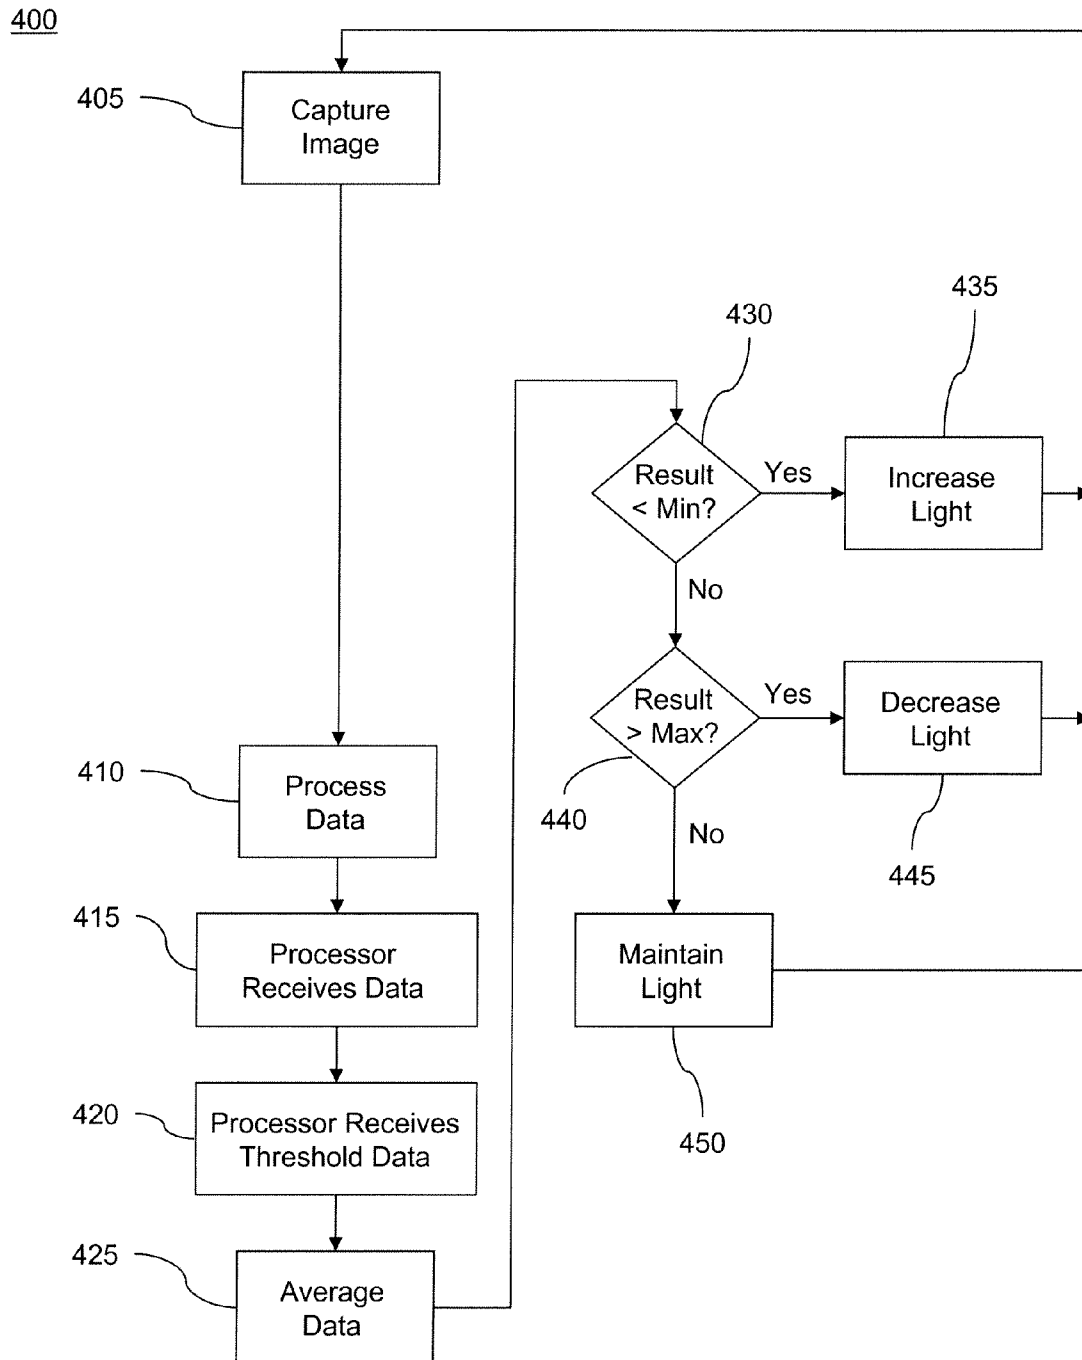 400
405
Capture
Image
410
Process
Data
415
Processor
Receives Data
420
Processor Receives
Threshold Data
425
Average
Data
430
Result
< Min?
Yes
435
Increase
Light
No
Result
> Max?
440
Yes
Decrease
Light
445
No
Maintain
Light
450